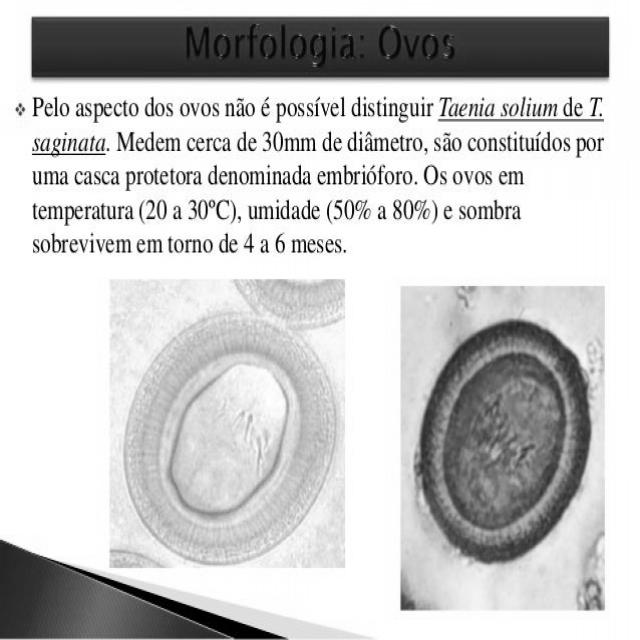 Morfologia: Ovos
Pelo aspecto dos ovos não é possível distinguir Taenia solium de T.
saginata. Medem cerca de 30mm de diâmetro, são constituídos por
uma casca protetora denominada embrióforo. Os ovos em
temperatura (20 a 30ºC), umidade (50% a 80%) e sombra
sobrevivem em torno de 4 a 6 meses.